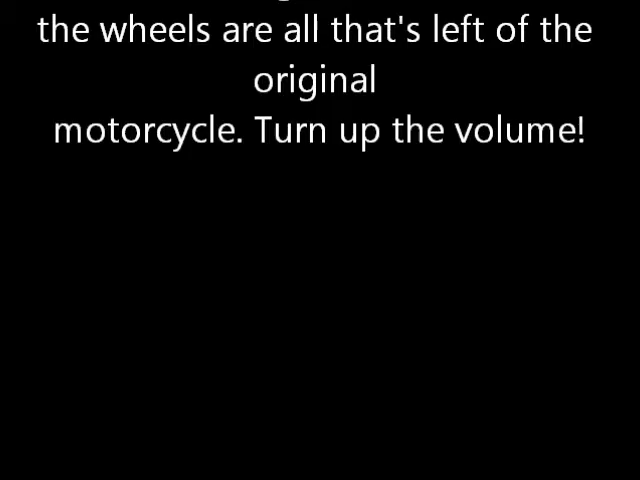 the wheels are all that's left of the
original
motorcycle. Turn up the volume!